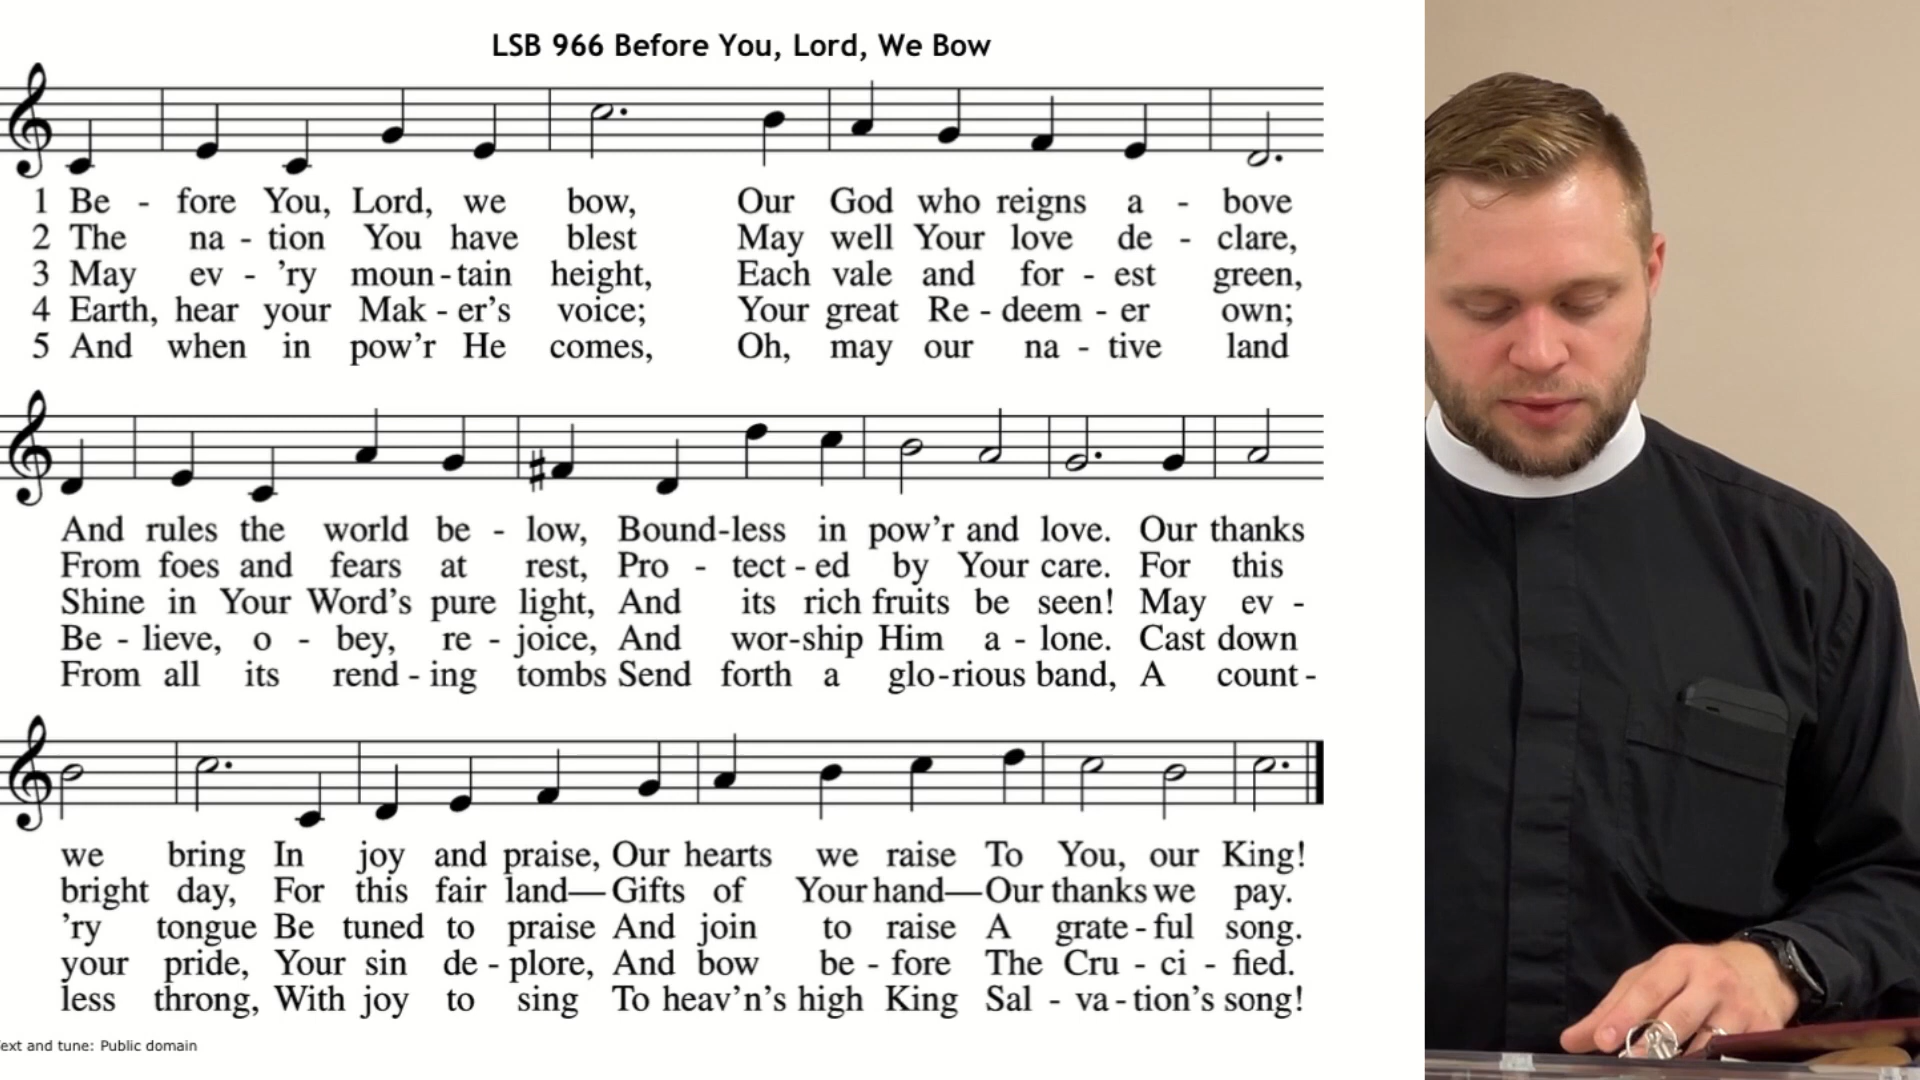 LSB 966 Before You, Lord, We Bow
1 Be - fore You, Lord, we bow, Our God who reigns a - bove
2 The na - tion You have blest May well Your love de - clare,
3 May ev - 'ry moun - tain height, Each vale and for - est green,
4 Earth, hear your Mak - er's voice; Your great Re - deem - er own;
5 And when in pow'r He comes, Oh, may our na - tive land
And rules the world be - low, Bound - less in pow'r and love. Our thanks
From foes and fears at rest, Pro - tect - ed by Your care. For this
Shine in Your Word's pure light, And its rich fruits be seen! May ev -
Be - lieve, o - bey, re - joice, And wor - ship Him a - lone. Cast down
From all its rend - ing tombs Send forth a glo - rious band, A count -
we bring In joy and praise, Our hearts we raise To You, our King!
bright day, For this fair land— Gifts of Your hand— Our thanks we pay.
'ry tongue Be tuned to praise And join to raise A grate - ful song.
your pride, Your sin de - plore, And bow be - fore The Cru - ci - fied.
less throng, With joy to sing To heav'n's high King Sal - va - tion's song!
ext and tune: Public domain